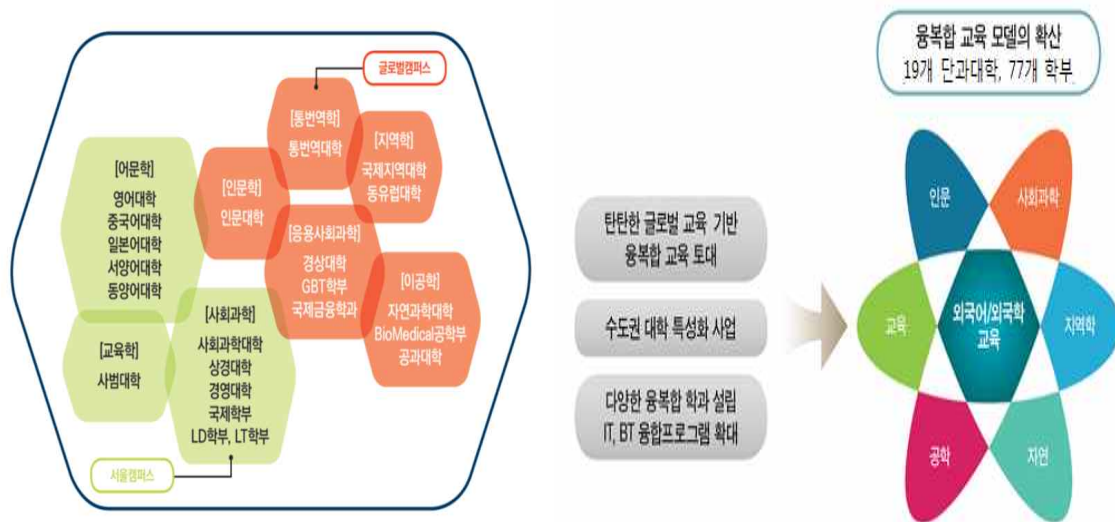 글로벌캠퍼스
[통번역학]
통번역대학
[지역학]
국제지역대학
동유럽대학
[어문학]
영어대학
중국어대학
일본어대학
서양어대학
동양어대학
[인문학]
인문대학
[응용사회과학]
경상대학
GBT학부
국제금융학과
[이공학]
자연과학대학
BioMedical공학부
공과대학
[교육학]
사범대학
[사회과학]
사회과학대학
상경대학
경영대학
국제학부
LD학부, LT학부
서울캠퍼스
탄탄한 글로벌 교육 기반
융복합 교육 토대
수도권 대학 특성화 사업
다양한 융복합 학과 설립
IT, BT 융합프로그램 확대
융복합 교육 모델의 확산
19개 단과대학, 77개 학부
인문
사회과학
교육
외국어/외국학
교육
지역학
공학
자연